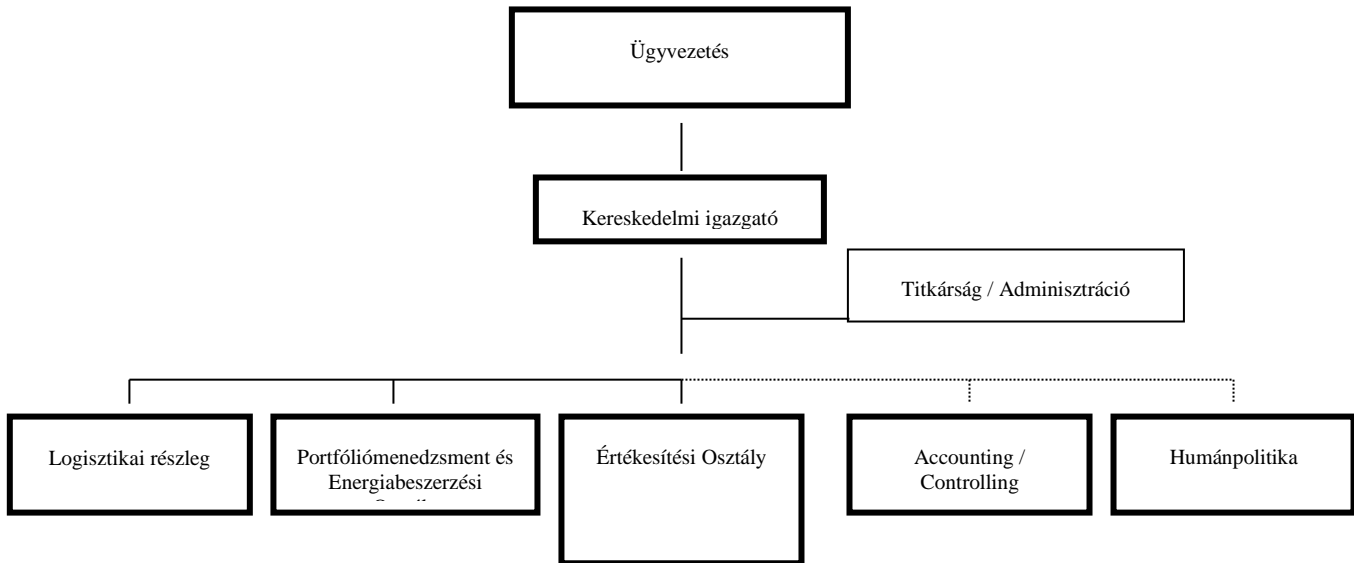 Ügyvezetés
Kereskedelmi igazgató
Titkárság / Adminisztráció
Logisztikai részleg
Portfóliómenedzsment és
Energiabeszerzési
Értékesítési Osztály
Accounting /
Controlling
Humánpolitika